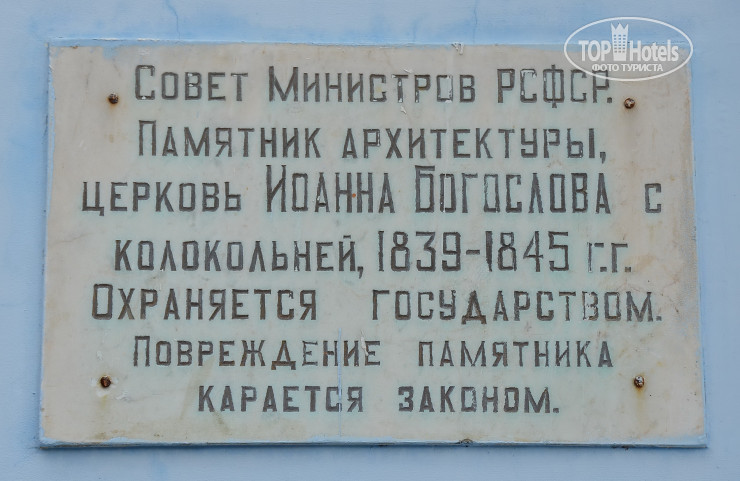 TOP Hotels
ФОТО ТУРИСТА
Совет Министров РСФСР.
Памятник архитектуры,
церковь Иоанна Богослова с
колокольней, 1839-1845 г.г.
Охраняется государством.
Повреждение памятника
карается законом.